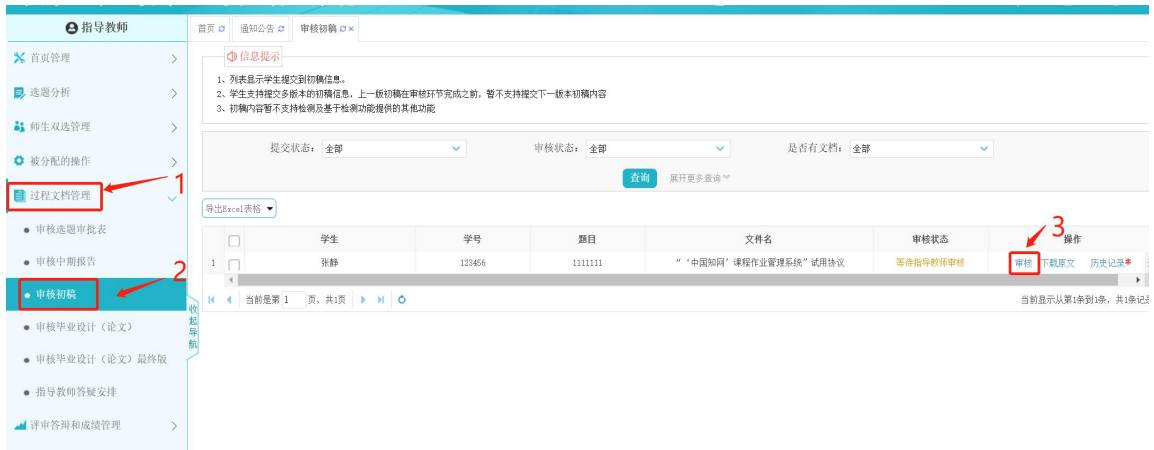 指导教师
首页 通知公告 审核初稿 ×
首页管理
选题分析
师生双选管理
被分配的操作
过程文档管理
1
审核选题审批表
审核中期报告
2
审核初稿
审核毕业设计（论文）
审核毕业设计（论文）最终版
指导教师答疑安排
评审答辩和成绩管理
收起导航
信息提示
1、列表显示学生提交到初稿信息。
2、学生支持提交多版本的初稿信息，上一版初稿在审核环节完成之前，暂不支持提交下一版本初稿内容
3、初稿内容暂不支持检测及基于检测功能提供的其他功能
提交状态： 全部 审核状态： 全部 是否有文档： 全部
查询 展开更多查询
导出Excel表格
3
学生 学号 题目 文件名 审核状态 操作
1 张静 123456 1111111 “‘中国知网’课程作业管理系统”试用协议 等待指导教师审核 审核 下载原文 历史记录*
当前是第 1 页，共1页
当前显示从第1条到1条，共1条记录